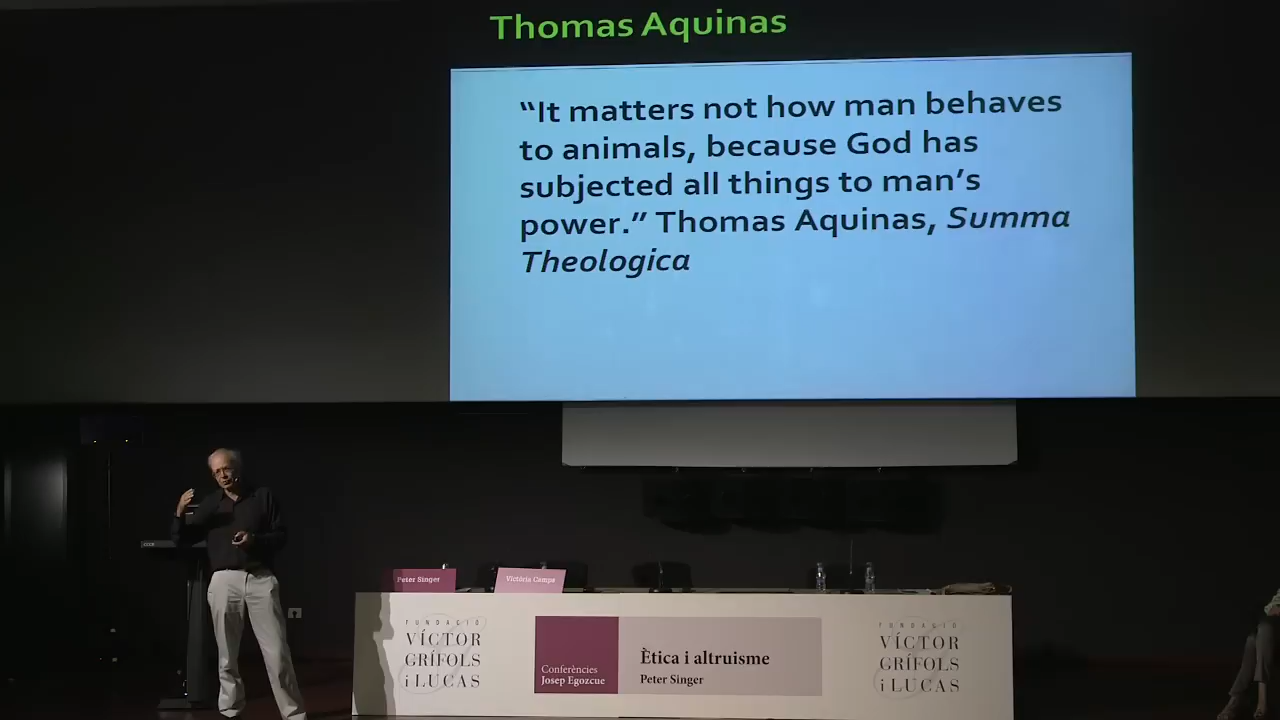 Thomas Aquinas
“It matters not how man behaves
to animals, because God has
subjected all things to man’s
power.” Thomas Aquinas, Summa
Theologica
Peter Singer
Victòria Camps
FUNDACIÓ
VÍCTOR
GRÍFOLS
i LUCAS
Conferències
Josep Egozcue
Ètica i altruisme
Peter Singer
FUNDACIÓ
VÍCTOR
GRÍFOLS
i LUCAS